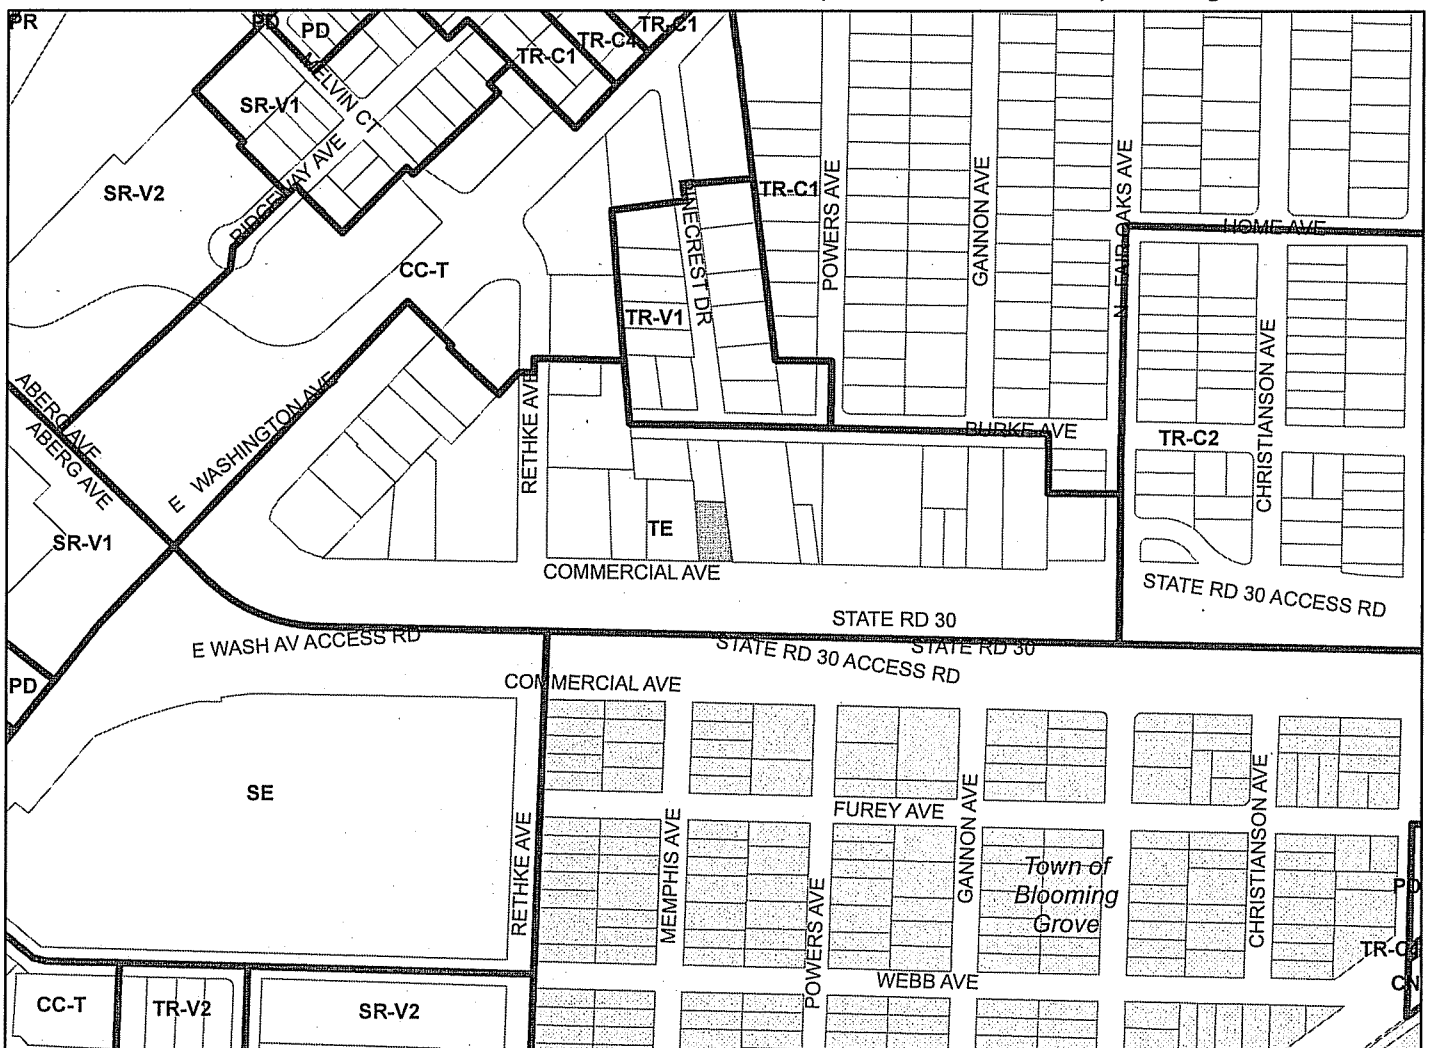 PR
PD
PD
TR-C1
TR-C4
TR-C1
MELVIN CT
SR-V1
RIDGEWAY AVE
SR-V2
TR-C1
PINECREST DR
POWERS AVE
GANNON AVE
N FAIR OAKS AVE
HOME AVE
CC-T
TR-V1
CHRISTIANSON AVE
ABERG AVE
ABERG AVE
E WASHINGTON AVE
RETHKE AVE
BURKE AVE
TR-C2
SR-V1
TE
COMMERCIAL AVE
STATE RD 30 ACCESS RD
STATE RD 30
E WASH AV ACCESS RD
STATE RD 30
STATE RD 30 ACCESS RD
PD
COMMERCIAL AVE
SE
FUREY AVE
RETHKE AVE
MEMPHIS AVE
POWERS AVE
GANNON AVE
CHRISTIANSON AVE
Town of
Blooming
Grove
PD
TR-C1
CN
WEBB AVE
CC-T
TR-V2
SR-V2